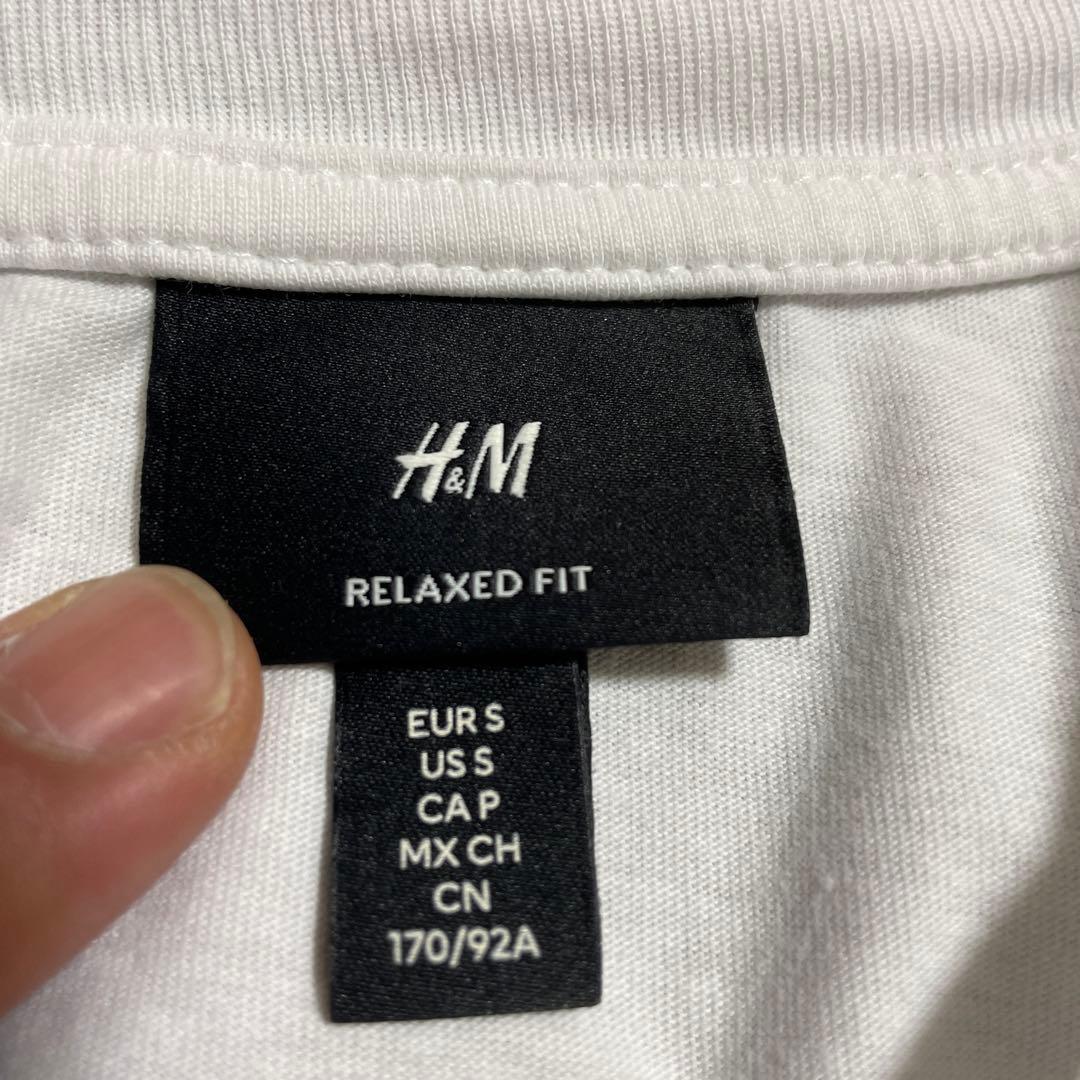 H&M
RELAXED FIT
EUR S
US S
CA P
MX CH
CN
170/92A